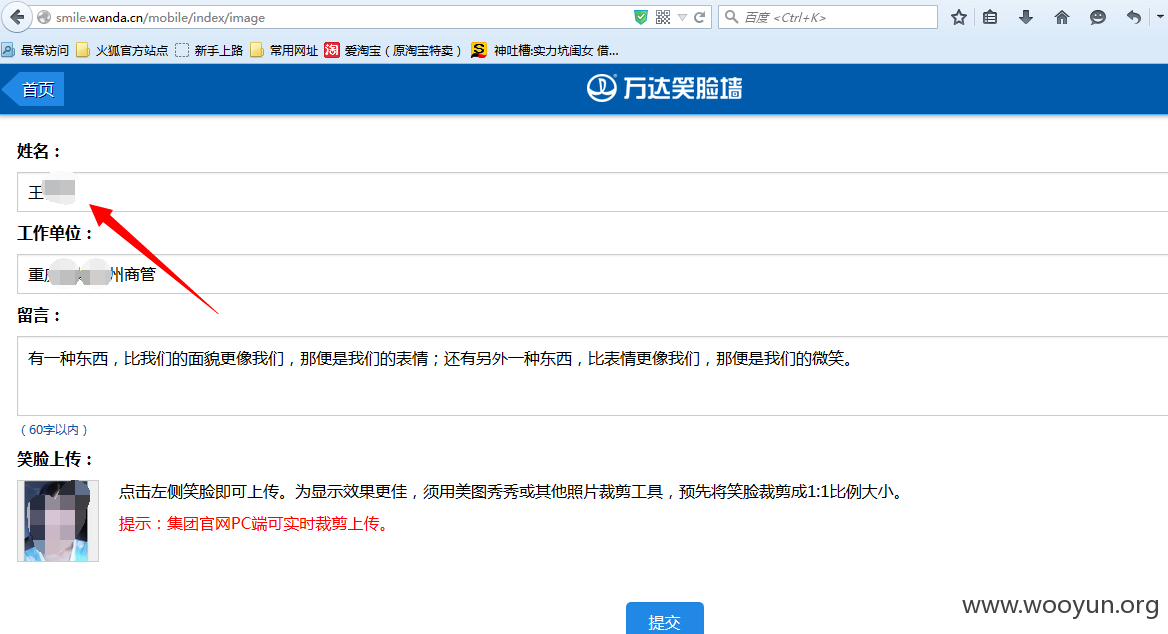 smile.wanda.cn/mobile/index/image
百度 <Ctrl+K>
最常访问 火狐官方站点 新手上路 常用网址 淘 爱淘宝（原淘宝特卖） S 神吐槽:实力坑闺女 借...
首页 万达笑脸墙
姓名：
王
工作单位：
重 州商管
留言：
有一种东西，比我们的面貌更像我们，那便是我们的表情；还有另外一种东西，比表情更像我们，那便是我们的微笑。
（60字以内）
笑脸上传：
点击左侧笑脸即可上传。为显示效果更佳，须用美图秀秀或其他照片裁剪工具，预先将笑脸裁剪成1:1比例大小。
提示：集团官网PC端可实时裁剪上传。
提交
www.wooyun.org